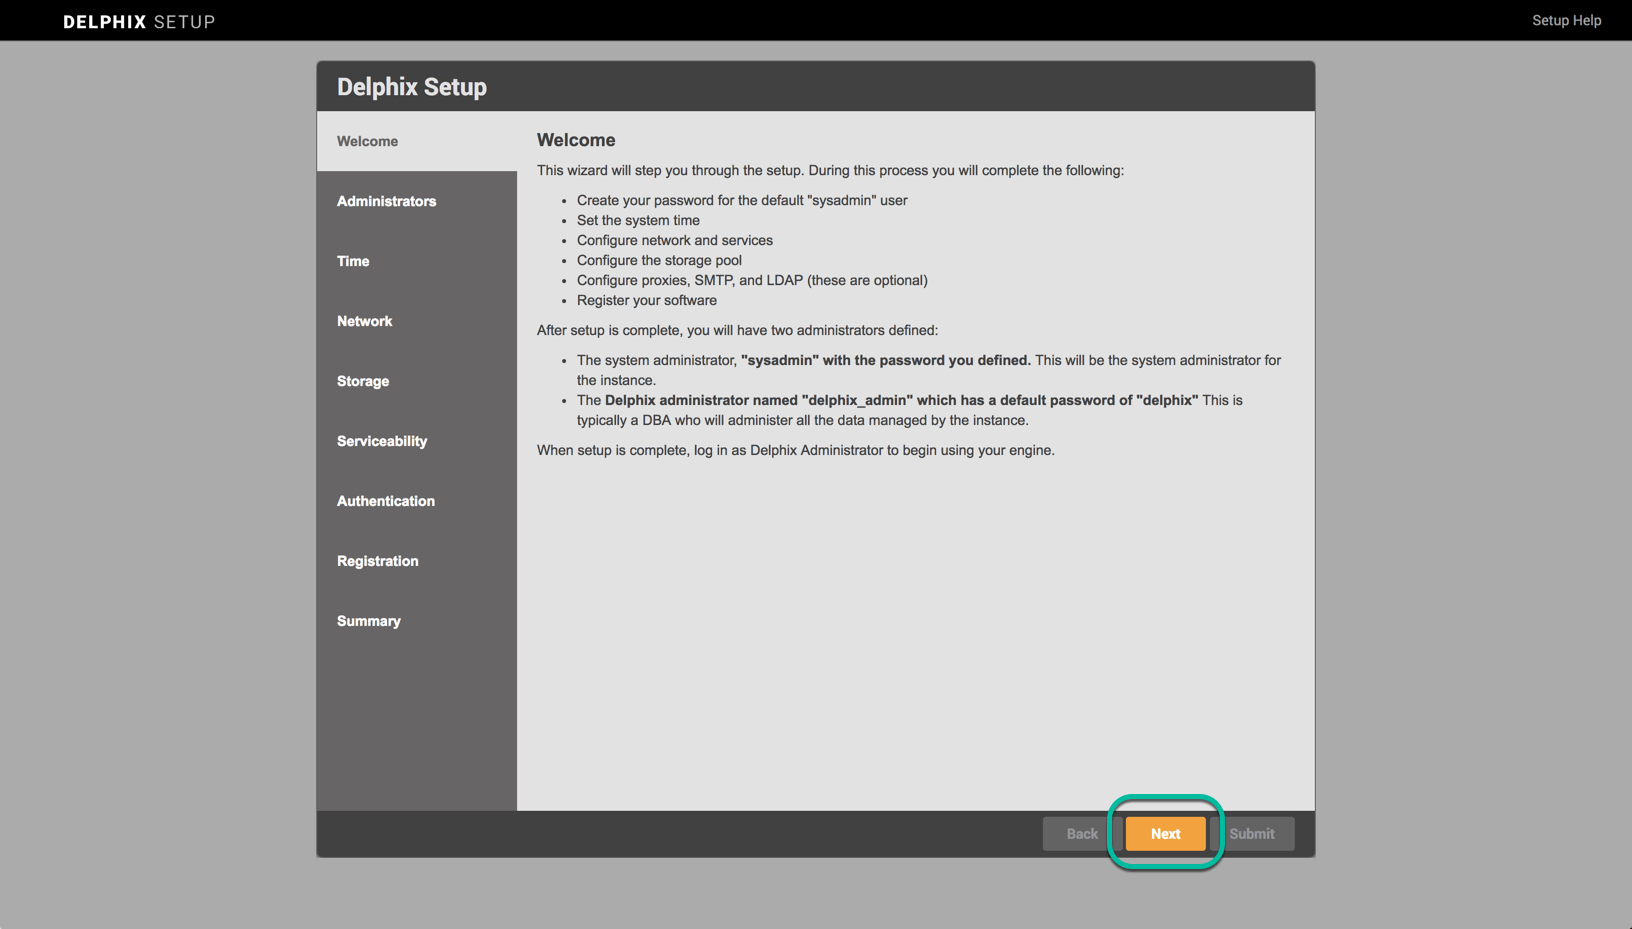 DELPHIX SETUP
Setup Help
Delphix Setup
Welcome
Administrators
Time
Network
Storage
Serviceability
Authentication
Registration
Summary
Welcome
This wizard will step you through the setup. During this process you will complete the following:
• Create your password for the default "sysadmin" user
• Set the system time
• Configure network and services
• Configure the storage pool
• Configure proxies, SMTP, and LDAP (these are optional)
• Register your software
After setup is complete, you will have two administrators defined:
• The system administrator, "sysadmin" with the password you defined. This will be the system administrator for
the instance.
• The Delphix administrator named "delphix_admin" which has a default password of "delphix" This is
typically a DBA who will administer all the data managed by the instance.
When setup is complete, log in as Delphix Administrator to begin using your engine.
Back
Next
Submit